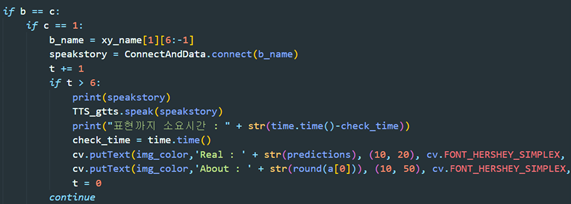 if b == c:
if c == 1:
b_name = xy_name[1][6:-1]
speakstory = ConnectAndData.connect(b_name)
t += 1
if t > 6:
print(speakstory)
TTS_gtts.speak(speakstory)
print("표현까지 소요시간 : " + str(time.time()-check_time))
check_time = time.time()
cv.putText(img_color,'Real : ' + str(predictions), (10, 20), cv.FONT_HERSHEY_SIMPLEX,
cv.putText(img_color,'About : ' + str(round(a[0])), (10, 50), cv.FONT_HERSHEY_SIMPLEX,
t = 0
continue